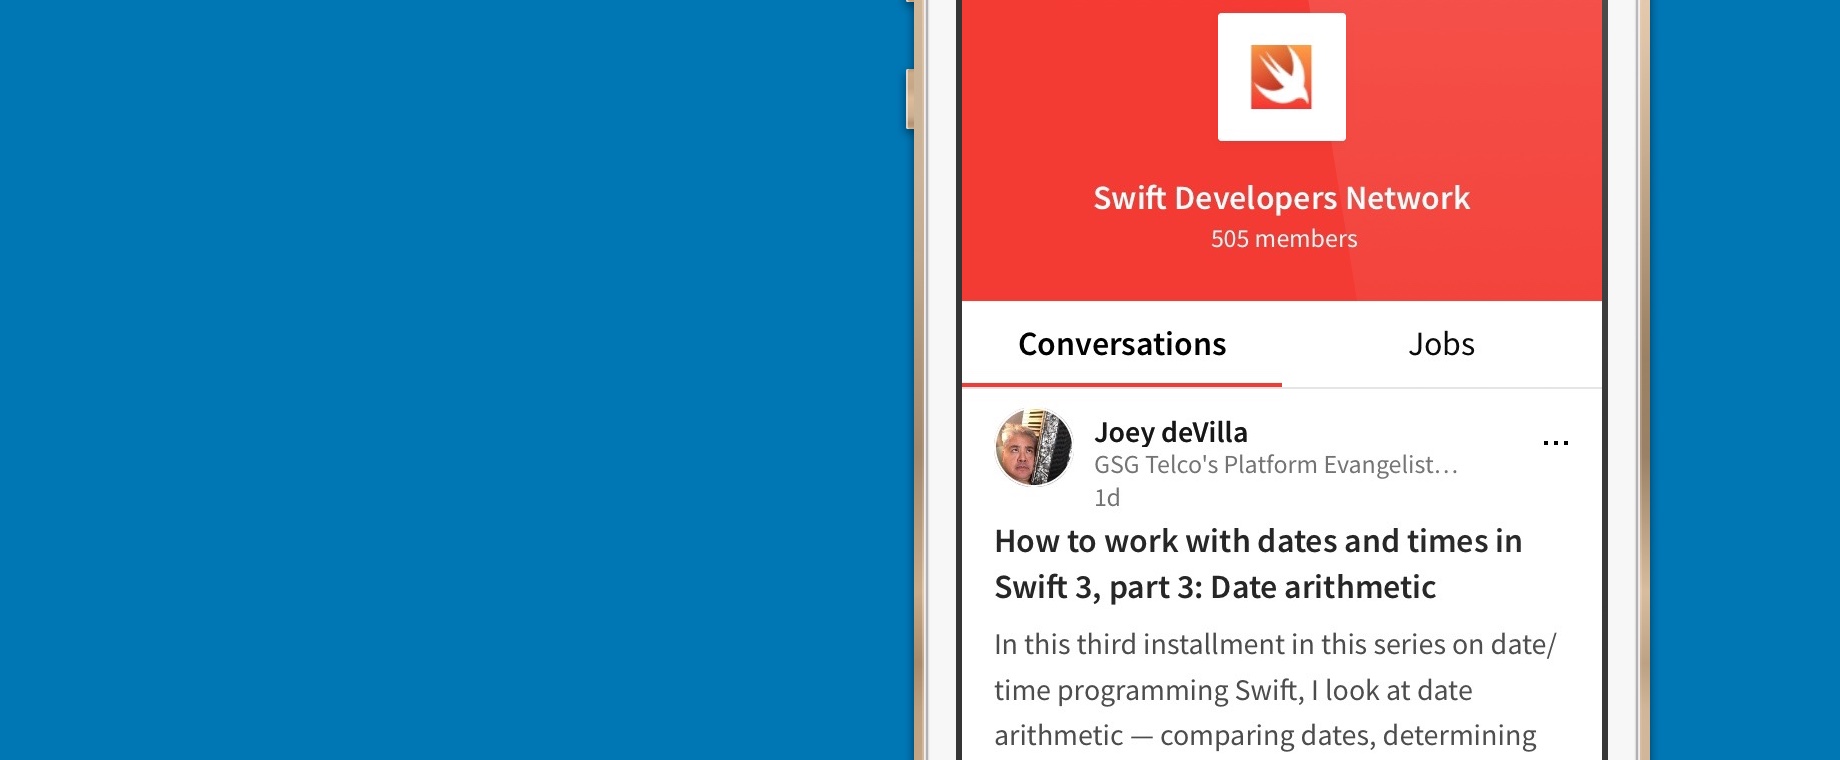 Swift Developers Network
505 members
Conversations
Jobs
Joey deVilla
GSG Telco's Platform Evangelist…
1d
How to work with dates and times in
Swift 3, part 3: Date arithmetic
In this third installment in this series on date/
time programming Swift, I look at date
arithmetic — comparing dates, determining